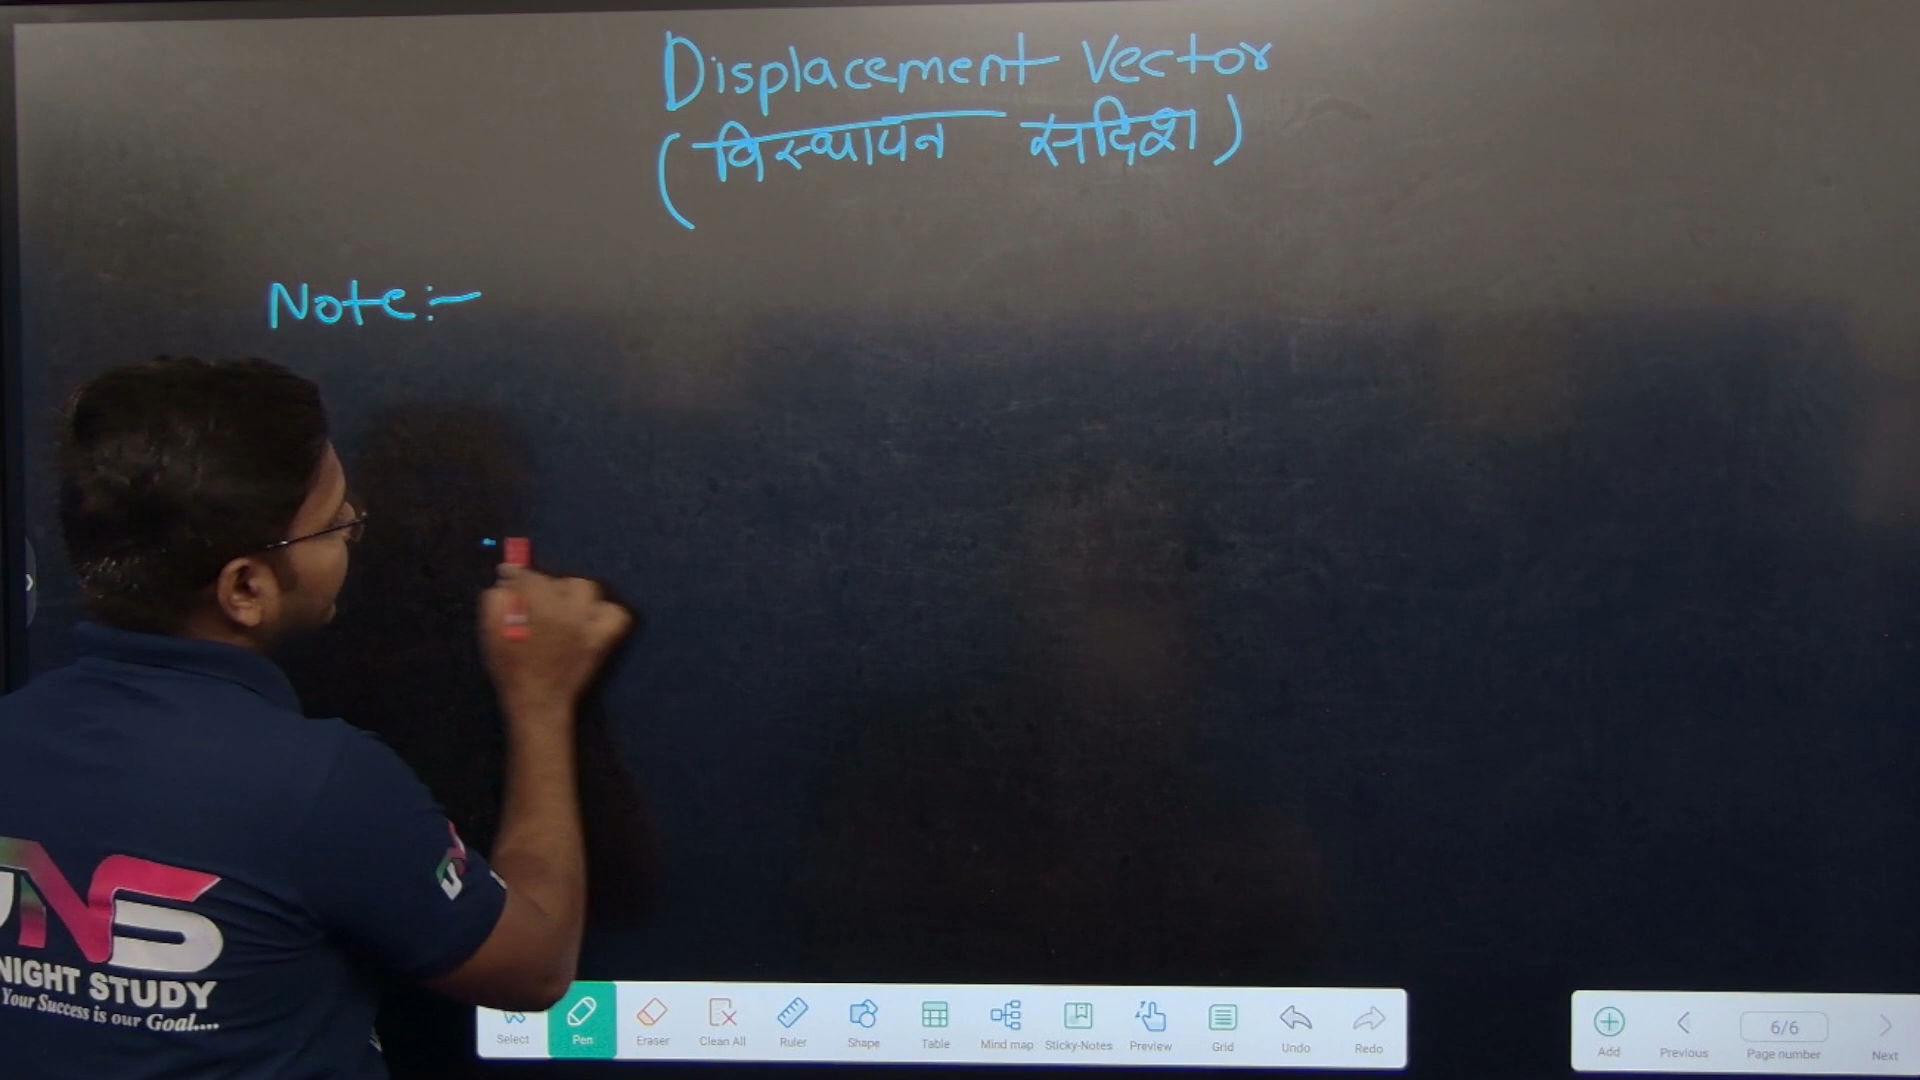 Displacement Vector
(विस्थापन सदिश)
Note:-
NS
NIGHT STUDY
Your Success is our Goal....
Select Pen Eraser Clean All Ruler Shape Table Mind map Sticky-Notes Preview Grid Undo Redo
Add Previous 6/6 Page number Next